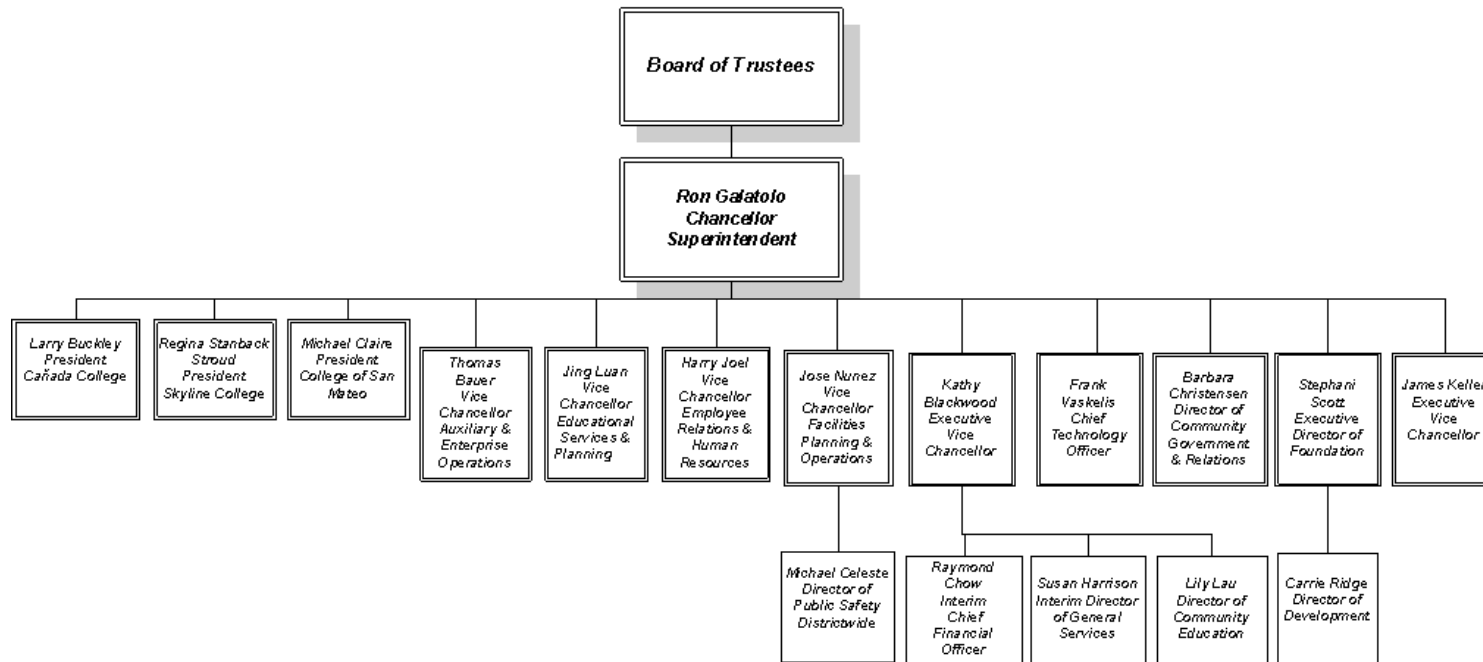 Board of Trustees
Ron Galatolo
Chancellor
Superintendent
Larry Buckley
President
Cañada College
Regina Stanback
Stroud
President
Skyline College
Michael Claire
President
College of San
Mateo
Thomas
Bauer
Vice
Chancellor
Auxiliary &
Enterprise
Operations
Jing Luan
Vice
Chancellor
Educational
Services &
Planning
Harry Joel
Vice
Chancellor
Employee
Relations &
Human
Resources
Jose Nunez
Vice
Chancellor
Facilities
Planning &
Operations
Kathy
Blackwood
Executive
Vice
Chancellor
Frank
Vaskelis
Chief
Technology
Officer
Barbara
Christensen
Director of
Community
Government
& Relations
Stephani
Scott
Executive
Director of
Foundation
James Keller
Executive
Vice
Chancellor
Michael Celeste
Director of
Public Safety
Districtwide
Raymond
Chow
Interim
Chief
Financial
Officer
Susan Harrison
Interim Director
of General
Services
Lily Lau
Director of
Community
Education
Carrie Ridge
Director of
Development